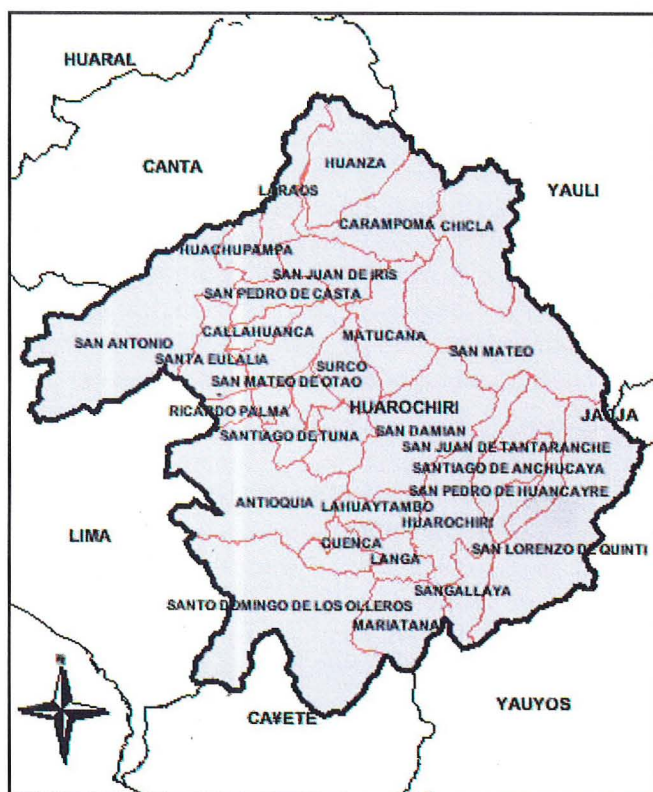 HUARAL
CANTA
HUANZA
YAULI
LARAOS
CARAMPOMA
CHICLA
HUACHUPAMPA
SAN JUAN DE IRIS
SAN PEDRO DE CASTA
CALLAHUANCA
MATUCANA
SAN ANTONIO
SAN MATEO
SANTA EULALIA
SURCO
SAN MATEO DE OTAO
RICARDO PALMA
HUAROCHIRI
JAUJA
SANTIAGO DE TUNA
SAN DAMIAN
SAN JUAN DE TANTARANCHE
SANTIAGO DE ANCHUCAYA
SAN PEDRO DE HUANCAYRE
ANTIOQUIA
LAHUAYTAMBO
HUAROCHIRI
LIMA
CUENCA
LANGA
SAN LORENZO DE QUINTI
SANGALLAYA
SANTO DOMINGO DE LOS OLLEROS
MARIATANA
YAUYOS
CA¥ETE